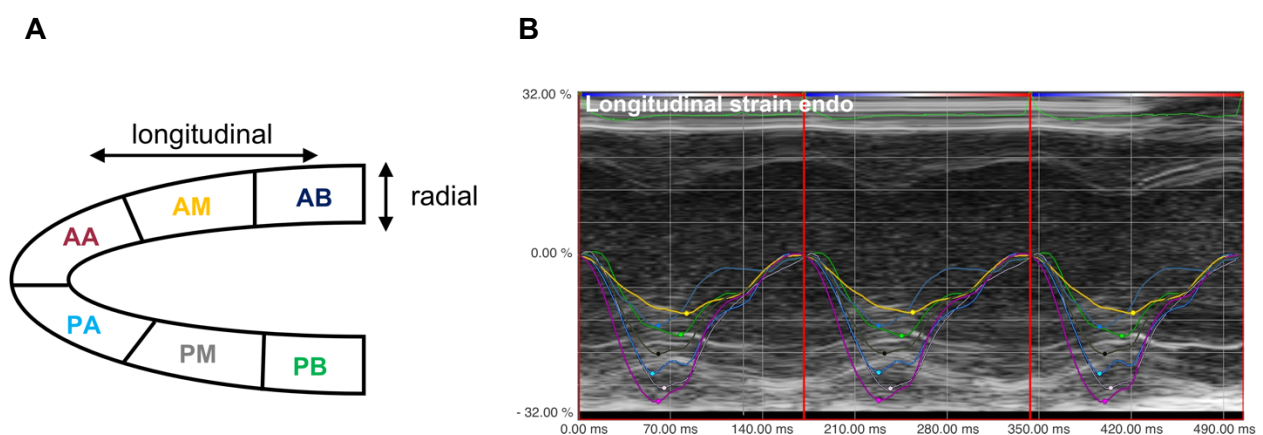 A
B
longitudinal
radial
AB
AM
AA
PA
PM
PB
32.00 %
Longitudinal strain endo
0.00 %
- 32.00 %
0.00 ms 70.00 ms 140.00 ms 210.00 ms 280.00 ms 350.00 ms 420.00 ms 490.00 ms